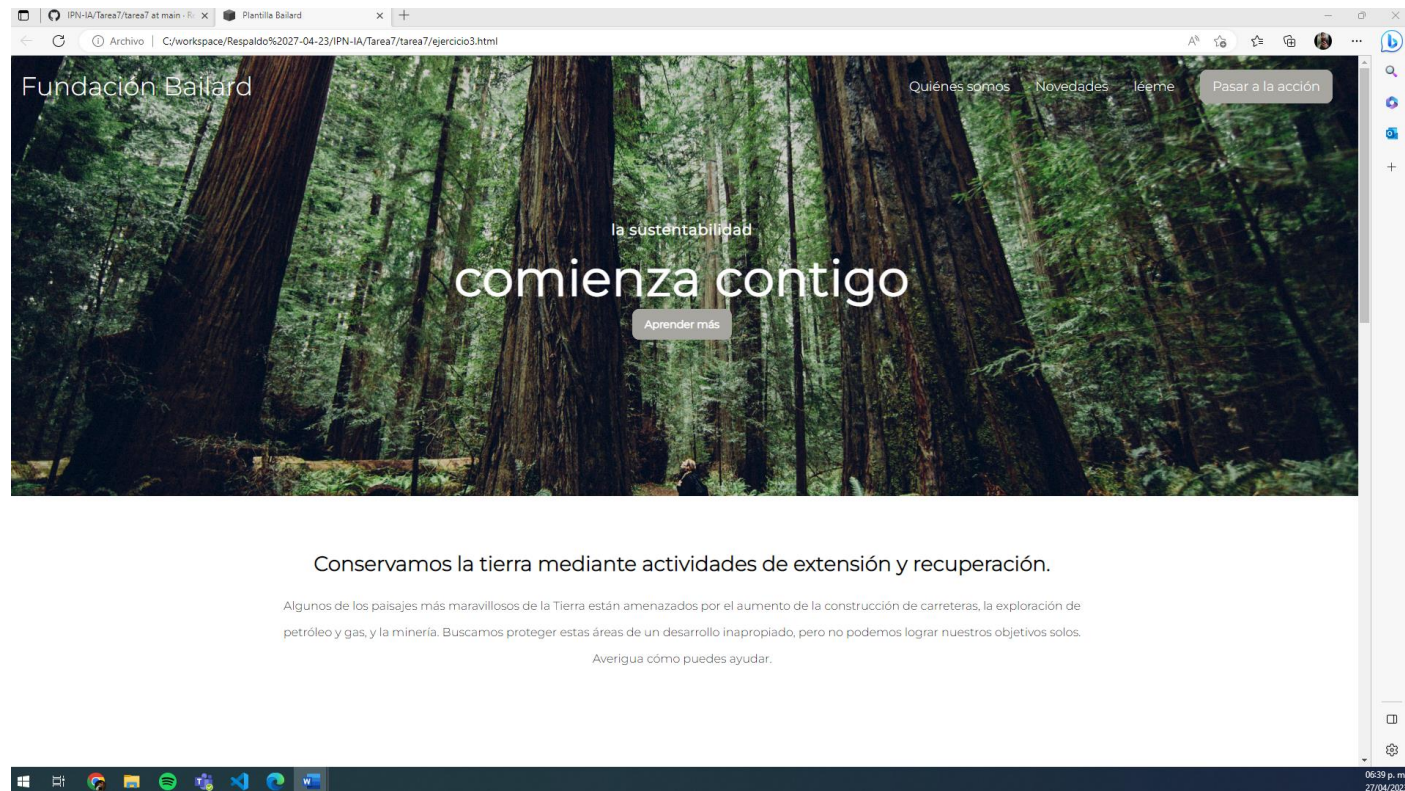 IPN-IA/Tarea7/tarea7 at main · R
Plantilla Bailard
Archivo
C:/workspace/Respaldo%2027-04-23/IPN-IA/Tarea7/tarea7/ejercicio3.html
Fundación Bailard
Quiénes somos
Novedades
léeme
Pasar a la acción
la sustentabilidad
comienza contigo
Aprender más
Conservamos la tierra mediante actividades de extensión y recuperación.
Algunos de los paisajes más maravillosos de la Tierra están amenazados por el aumento de la construcción de carreteras, la exploración de
petróleo y gas, y la minería. Buscamos proteger estas áreas de un desarrollo inapropiado, pero no podemos lograr nuestros objetivos solos.
Averigua cómo puedes ayudar.
06:39 p. m
27/04/202